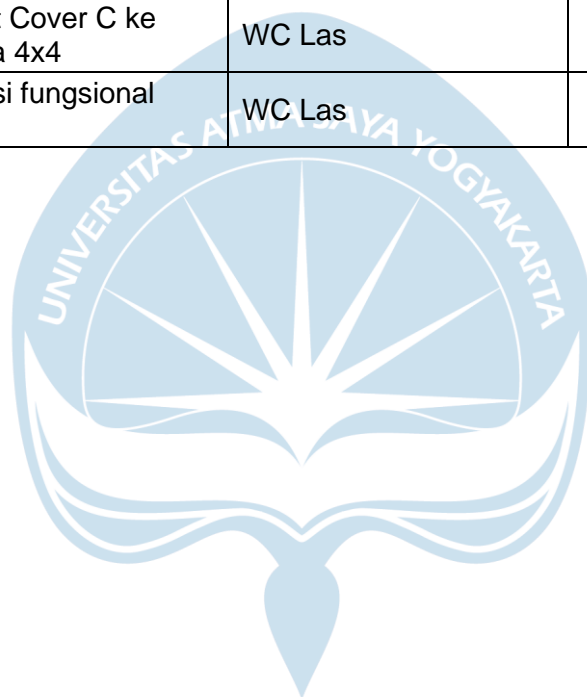 t Cover C ke
a 4x4
WC Las
si fungsional
WC Las
UNIVERSITAS ATMA JAYA YOGYAKARTA